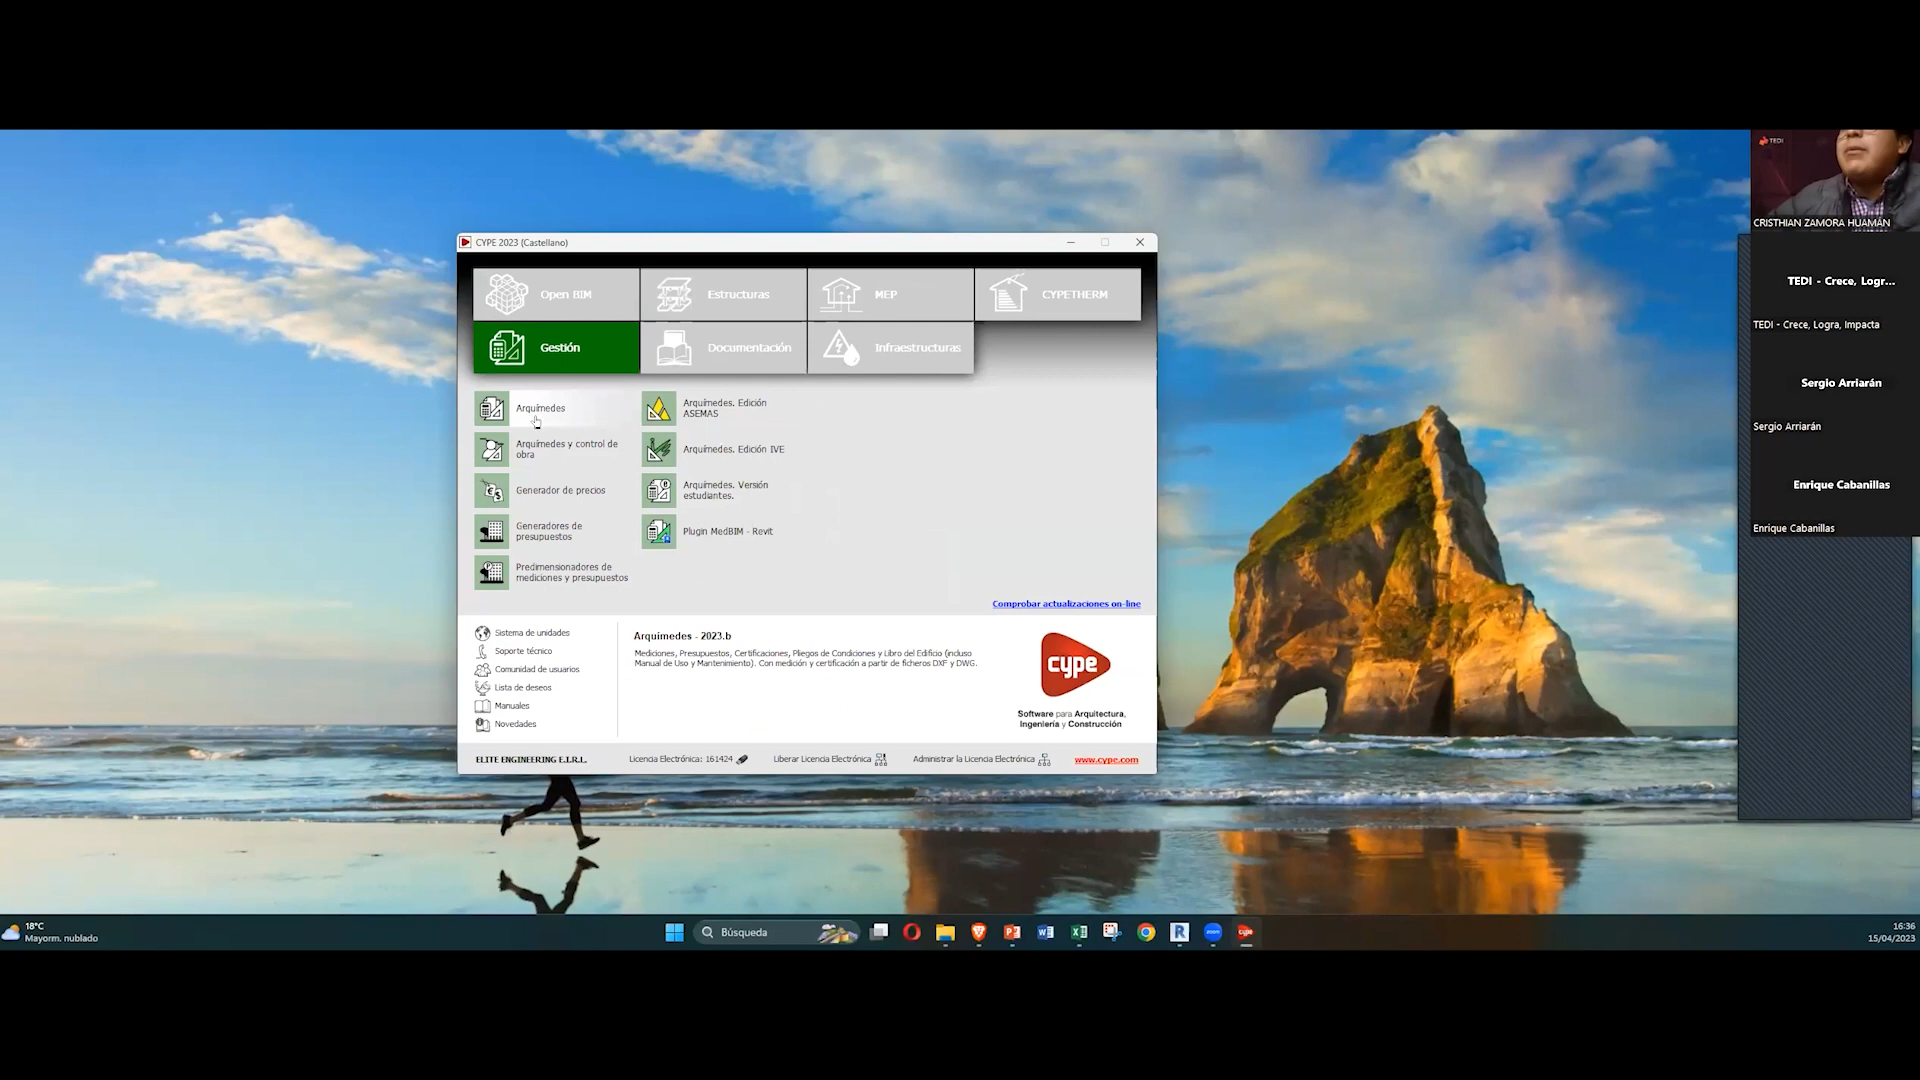 CYPE 2023 (Castellano)
Open BIM
Estructuras
MEP
CYPETHERM
Gestión
Documentación
Infraestructuras
Arquímedes
Arquímedes. Edición
ASEMAS
Arquímedes y control de
obra
Arquímedes. Edición IVE
Generador de precios
Arquímedes. Versión
estudiantes.
Generadores de
presupuestos
Plugin MedBIM - Revit
Predimensionadores de
mediciones y presupuestos
Comprobar actualizaciones on-line
Sistema de unidades
Soporte técnico
Comunidad de usuarios
Lista de deseos
Manuales
Novedades
Arquímedes - 2023.b
Mediciones, Presupuestos, Certificaciones, Pliegos de Condiciones y Libro del Edificio (incluso
Manual de Uso y Mantenimiento). Con medición y certificación a partir de ficheros DXF y DWG.
cype
Software para Arquitectura,
Ingeniería y Construcción
ELITE ENGINEERING E.I.R.L.
Licencia Electrónica: 161424
Liberar Licencia Electrónica
Administrar la Licencia Electrónica
www.cype.com
TEDI
CRISTHIAN ZAMORA HUAMÁN
TEDI - Crece, Logr...
TEDI - Crece, Logra, Impacta
Sergio Arriarán
Sergio Arriarán
Enrique Cabanillas
Enrique Cabanillas
18°C
Mayorm. nublado
Búsqueda
16:36
15/04/2023